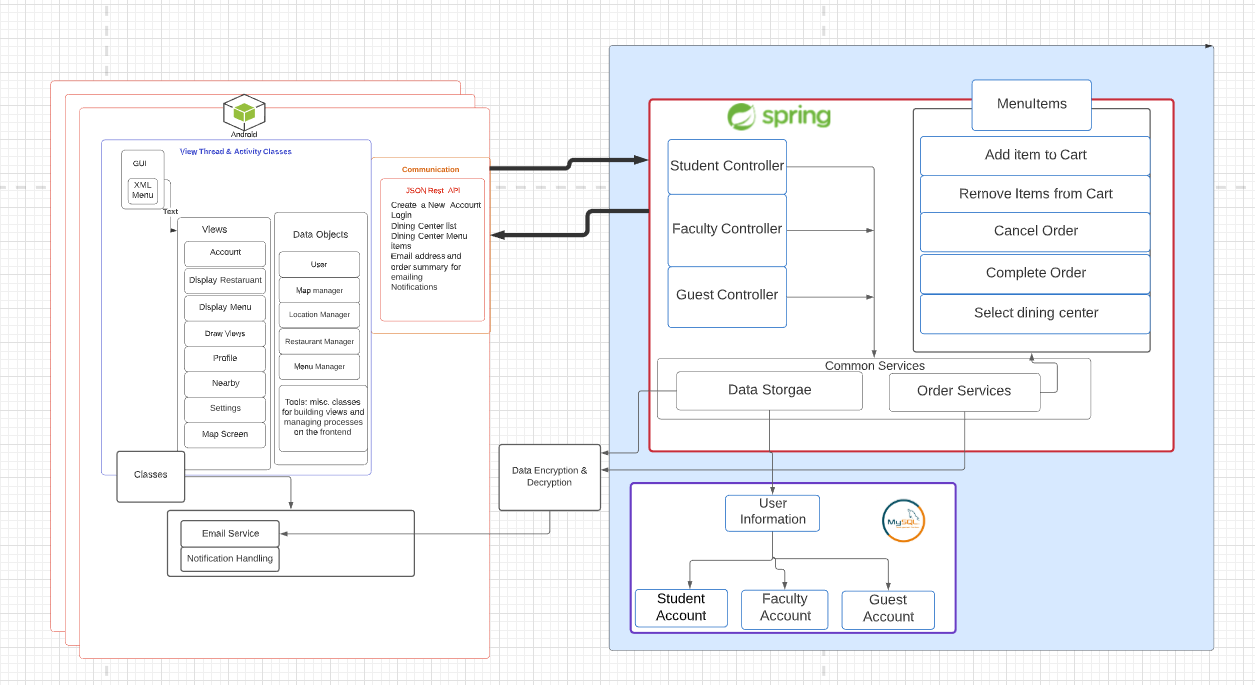 Android
View Thread & Activity Classes
GUI
XML
Menu
Text
Views
Account
Display Restaruant
Display Menu
Draw Views
Profile
Nearby
Settings
Map Screen
Data Objects
User
Map manager
Location Manager
Restaurant Manager
Menu Manager
Tools: misc. classes
for building views and
managing processes
on the frontend
Classes
Email Service
Notification Handling
Communication
JSON Rest API
Create a New Account
Login
Dining Center list
Dining Center Menu
items
Email address and
order summary for
emailing
Notifications
Data Encryption &
Decryption
spring
Student Controller
Faculty Controller
Guest Controller
MenuItems
Add item to Cart
Remove Items from Cart
Cancel Order
Complete Order
Select dining center
Common Services
Data Storgae
Order Services
User
Information
MySQL
Student
Account
Faculty
Account
Guest
Account